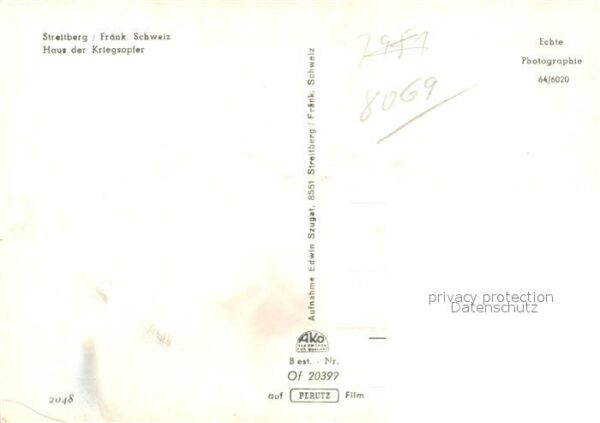 Streitberg / Fränk. Schweiz
Haus der Kriegsopfer
8069
Echte
Photographie
64/6020
Aufnahme Edwin Szugat, 8551 Streitberg / Fränk. Schweiz
privacy protection
Datenschutz
AKO
Best. - Nr.
Of 20399
auf PERUTZ Film
2048